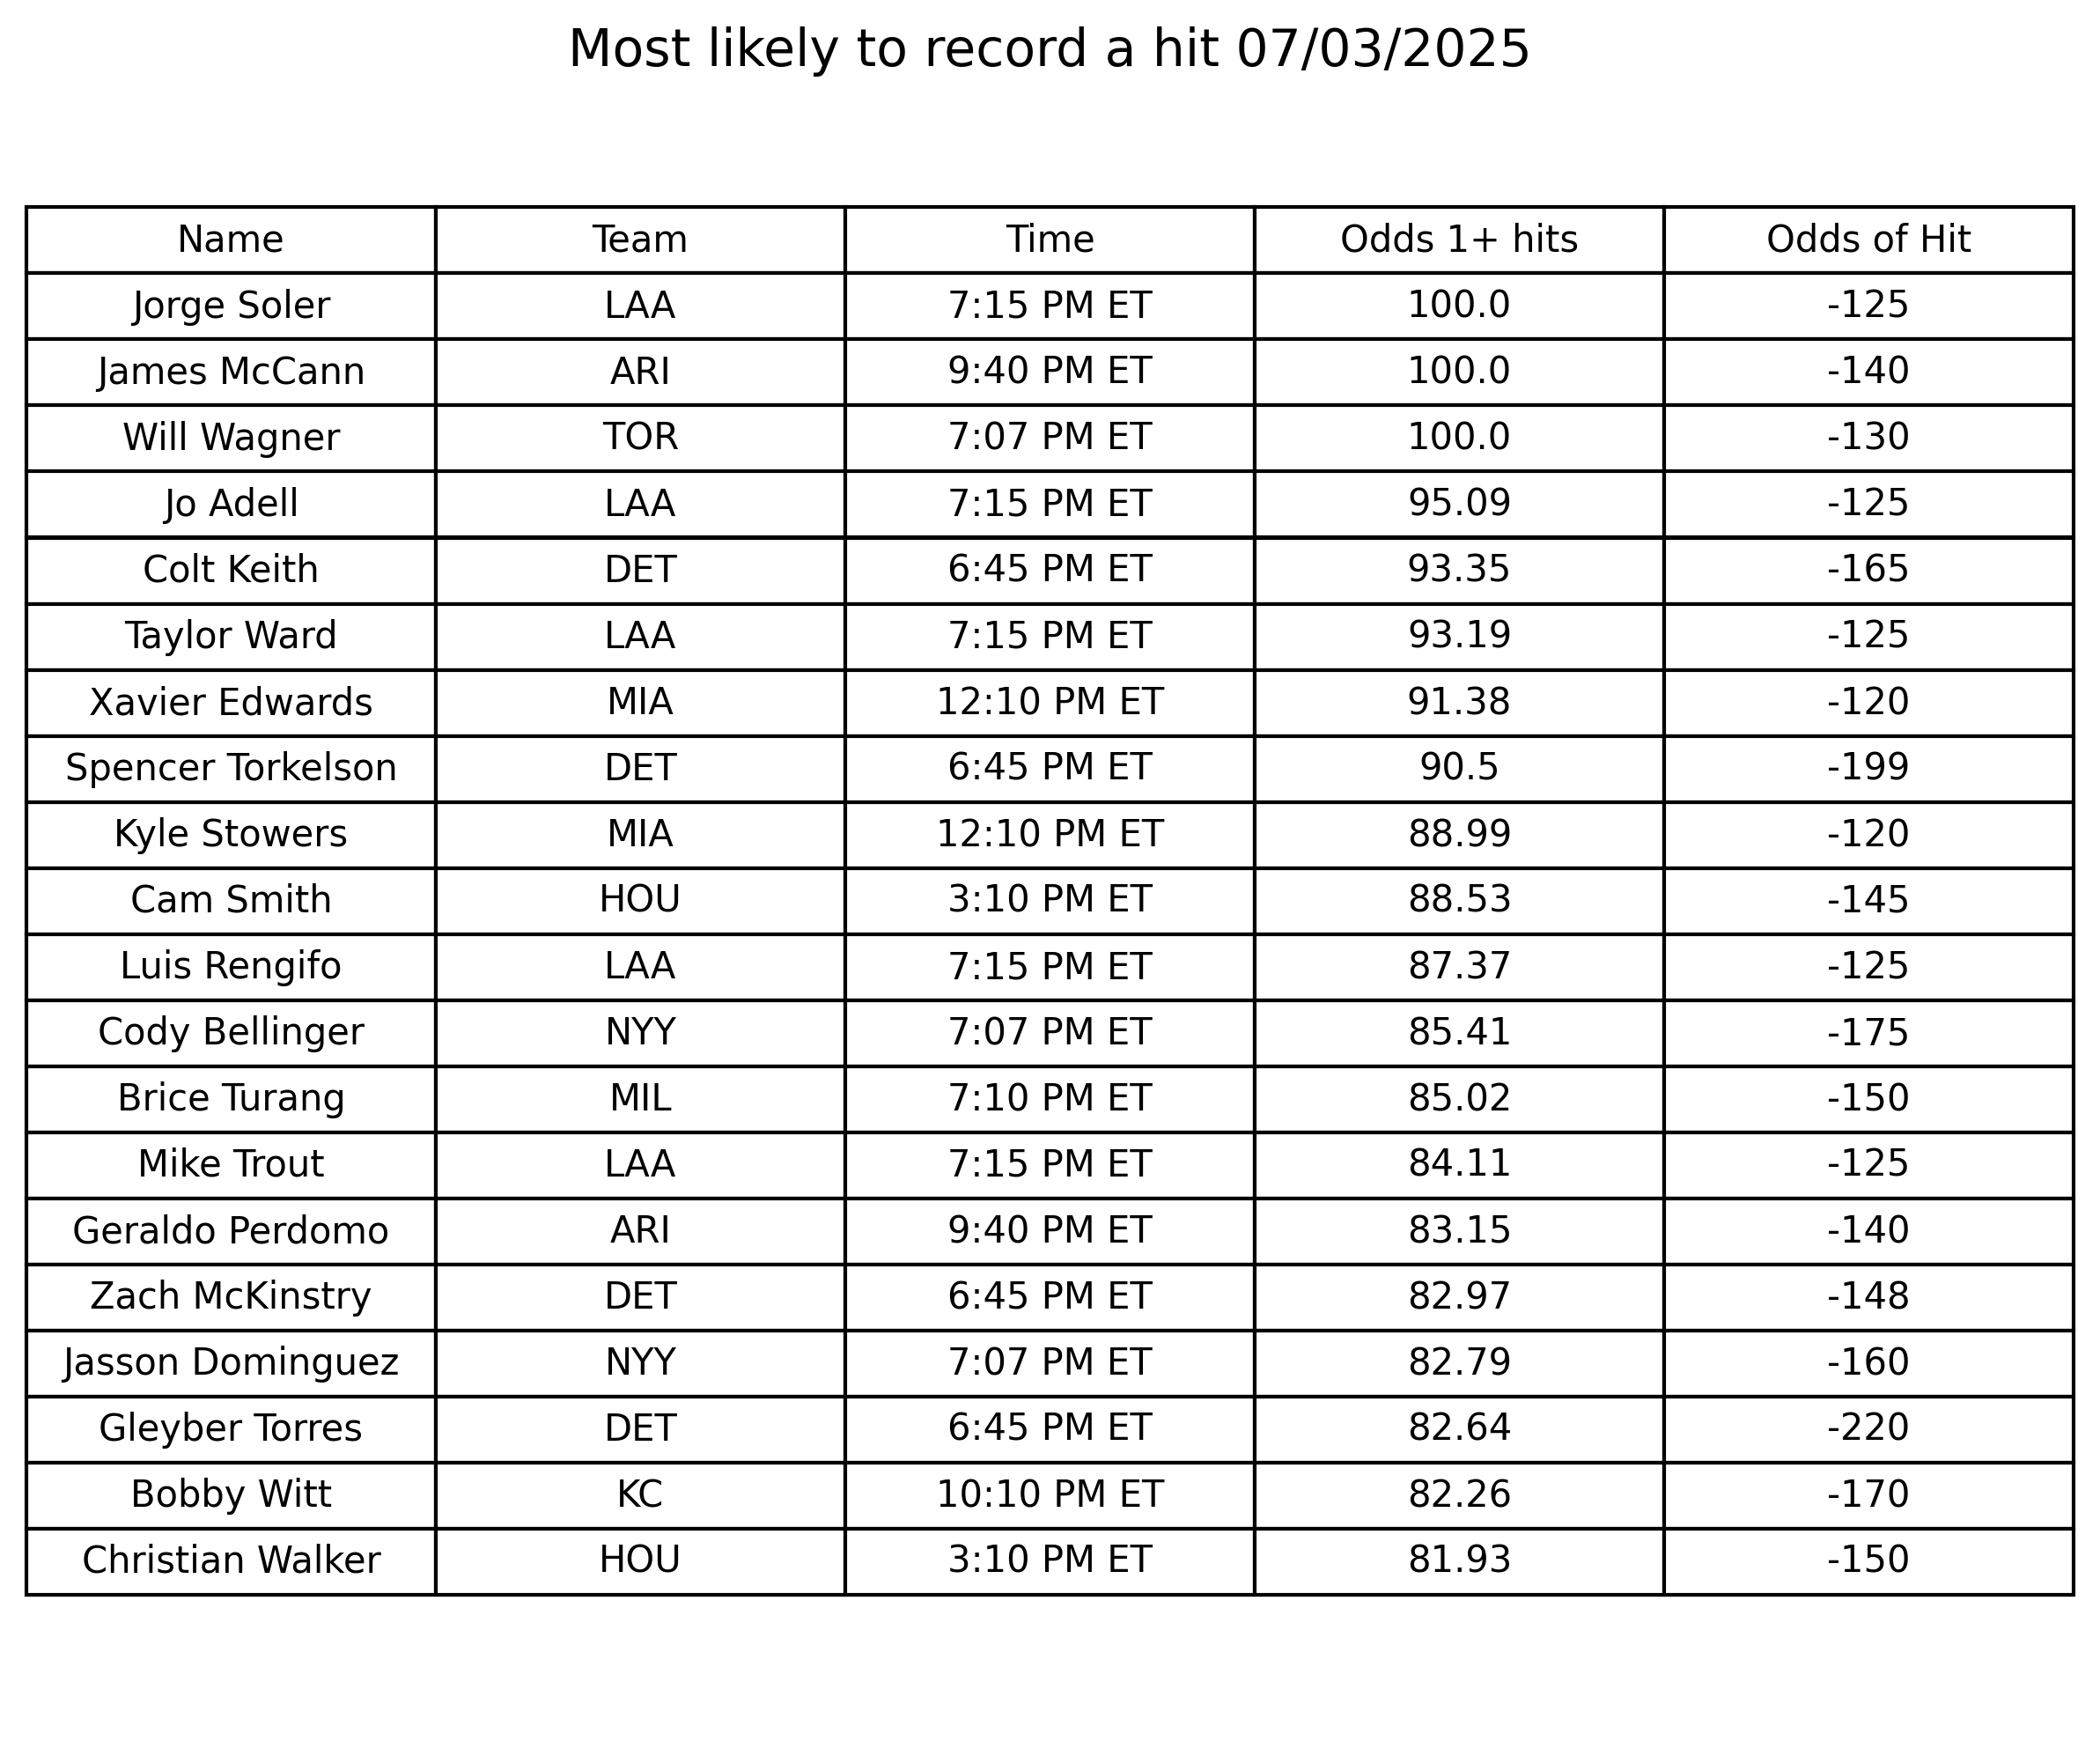 Most likely to record a hit 07/03/2025
Name Team Time Odds 1+ hits Odds of Hit
Jorge Soler LAA 7:15 PM ET 100.0 -125
James McCann ARI 9:40 PM ET 100.0 -140
Will Wagner TOR 7:07 PM ET 100.0 -130
Jo Adell LAA 7:15 PM ET 95.09 -125
Colt Keith DET 6:45 PM ET 93.35 -165
Taylor Ward LAA 7:15 PM ET 93.19 -125
Xavier Edwards MIA 12:10 PM ET 91.38 -120
Spencer Torkelson DET 6:45 PM ET 90.5 -199
Kyle Stowers MIA 12:10 PM ET 88.99 -120
Cam Smith HOU 3:10 PM ET 88.53 -145
Luis Rengifo LAA 7:15 PM ET 87.37 -125
Cody Bellinger NYY 7:07 PM ET 85.41 -175
Brice Turang MIL 7:10 PM ET 85.02 -150
Mike Trout LAA 7:15 PM ET 84.11 -125
Geraldo Perdomo ARI 9:40 PM ET 83.15 -140
Zach McKinstry DET 6:45 PM ET 82.97 -148
Jasson Dominguez NYY 7:07 PM ET 82.79 -160
Gleyber Torres DET 6:45 PM ET 82.64 -220
Bobby Witt KC 10:10 PM ET 82.26 -170
Christian Walker HOU 3:10 PM ET 81.93 -150